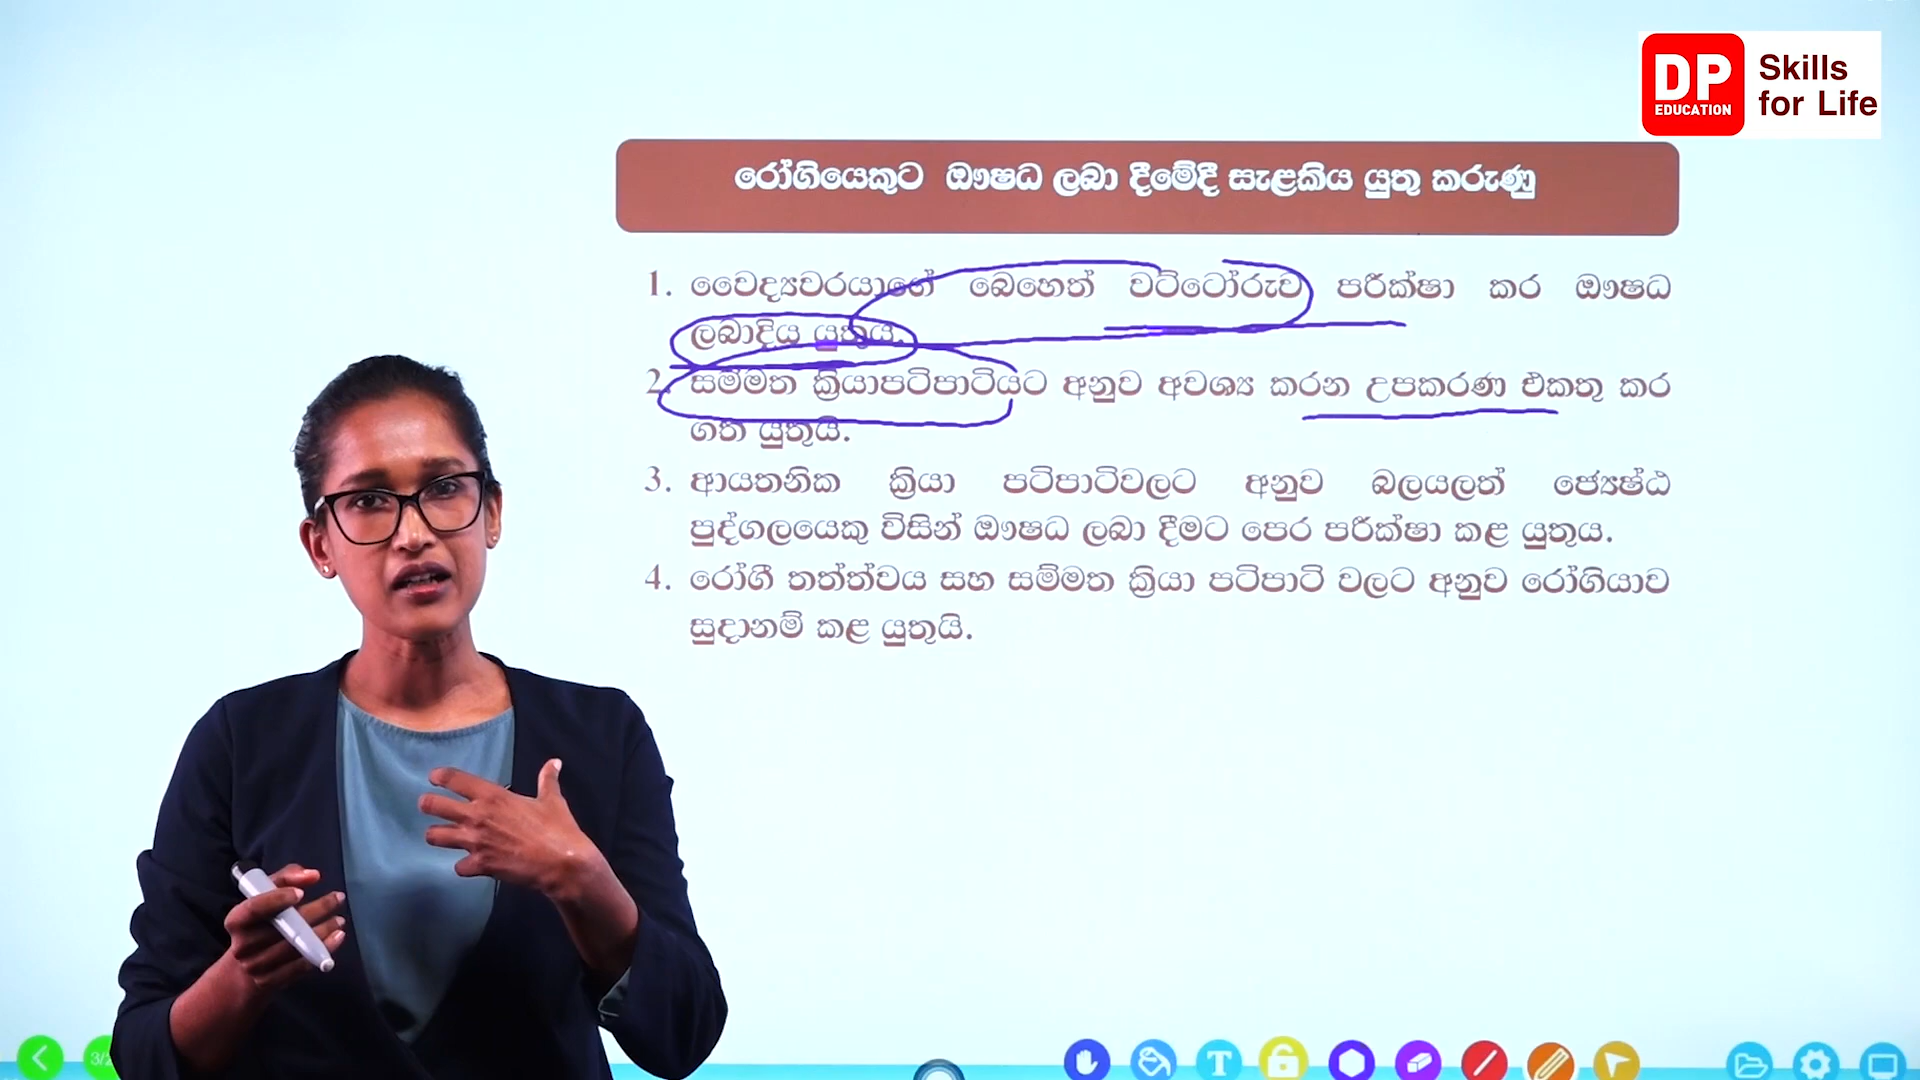 DP
EDUCATION
Skills
for Life
රෝගියෙකුට ඖෂධ ලබා දීමේදී සැළකිය යුතු කරුණු
1. වෛද්‍යවරයාගේ බෙහෙත් වට්ටෝරුව පරීක්ෂා කර ඖෂධ
ලබාදිය යුතුය.
2. සම්මත ක්‍රියාපටිපාටියට අනුව අවශ්‍ය කරන උපකරණ එකතු කර
ගත යුතුයි.
3. ආයතනික ක්‍රියා පටිපාටිවලට අනුව බලයලත් ජ්‍යෙෂ්ඨ
පුද්ගලයෙකු විසින් ඖෂධ ලබා දීමට පෙර පරීක්ෂා කළ යුතුය.
4. රෝගී තත්ත්වය සහ සම්මත ක්‍රියා පටිපාටි වලට අනුව රෝගියාව
සුදානම් කළ යුතුයි.
T